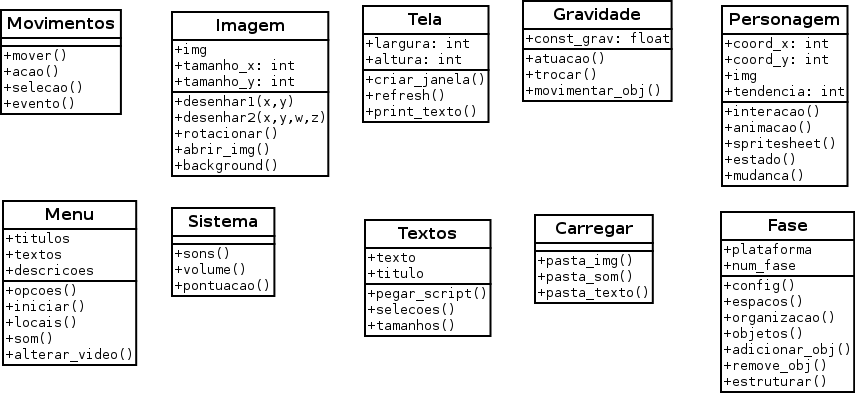 Movimentos
+mover()
+acao()
+selecao()
+evento()
Imagem
+img
+tamanho_x: int
+tamanho_y: int
+desenhar1(x,y)
+desenhar2(x,y,w,z)
+rotacionar()
+abrir_img()
+background()
Tela
+largura: int
+altura: int
+criar_janela()
+refresh()
+print_texto()
Gravidade
+const_grav: float
+atuacao()
+trocar()
+movimentar_obj()
Personagem
+coord_x: int
+coord_y: int
+img
+tendencia: int
+interacao()
+animacao()
+spritesheet()
+estado()
+mudanca()
Menu
+titulos
+textos
+descricoes
+opcoes()
+iniciar()
+locais()
+som()
+alterar_video()
Sistema
+sons()
+volume()
+pontuacao()
Textos
+texto
+titulo
+pegar_script()
+selecoes()
+tamanhos()
Carregar
+pasta_img()
+pasta_som()
+pasta_texto()
Fase
+plataforma
+num_fase
+config()
+espacos()
+organizacao()
+objetos()
+adicionar_obj()
+remove_obj()
+estruturar()